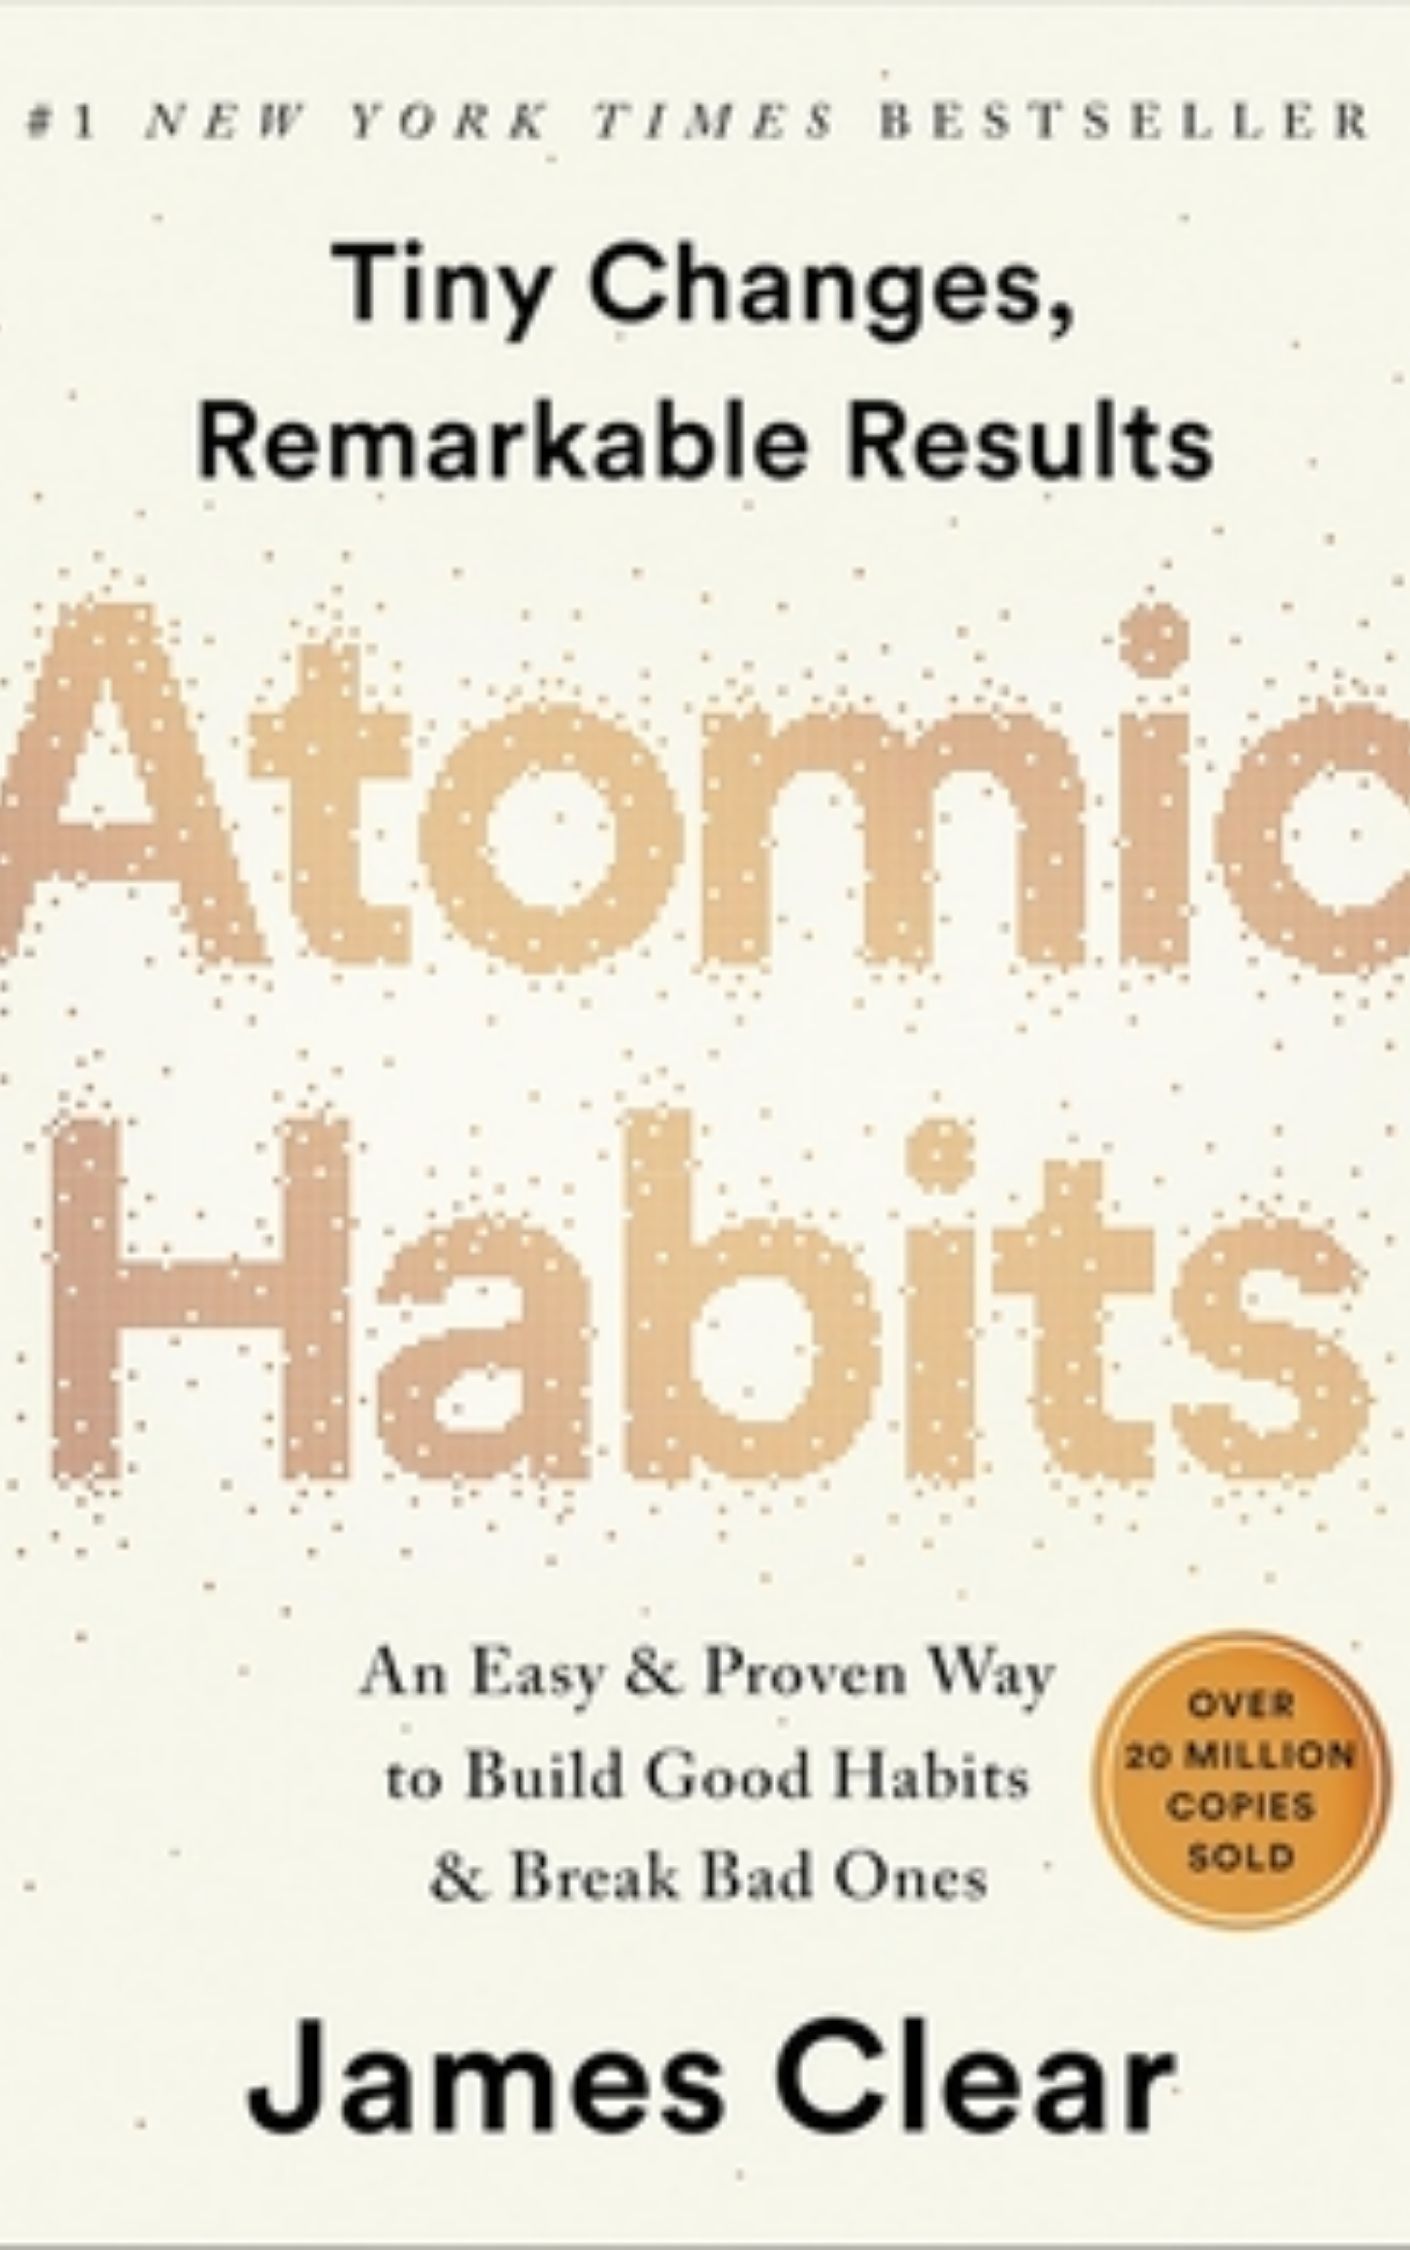 #1 NEW YORK TIMES BESTSELLER
Tiny Changes,
Remarkable Results
Atomic
Habits
An Easy & Proven Way
to Build Good Habits
& Break Bad Ones
OVER
20 MILLION
COPIES
SOLD
James Clear